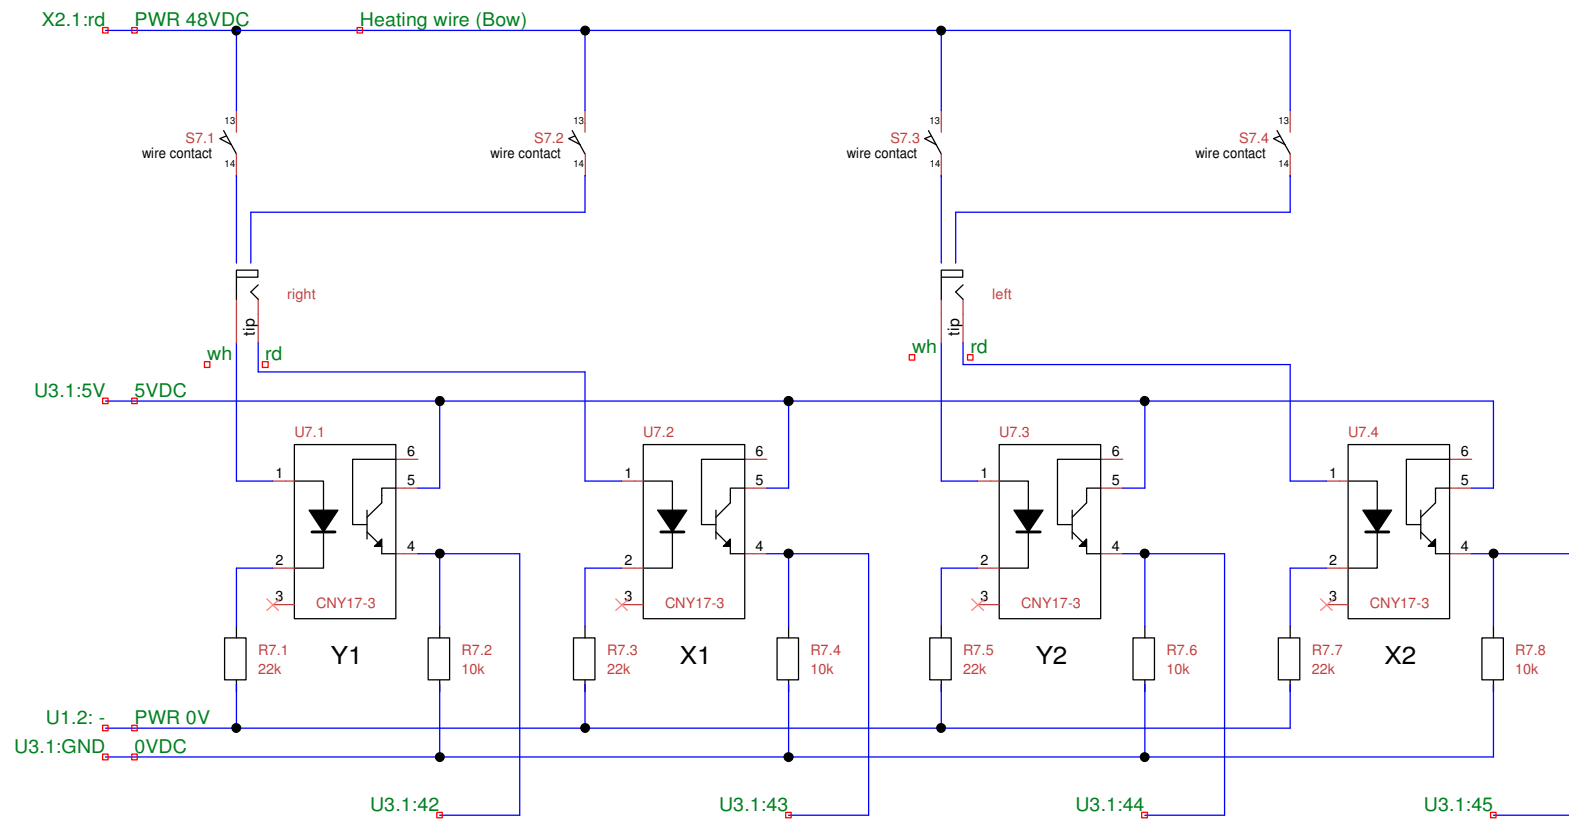 X2.1:rd PWR 48VDC Heating wire (Bow)
13 13 13 13
S7.1 S7.2 S7.3 S7.4
wire contact wire contact wire contact wire contact
14 14 14 14
right left
tip tip
wh rd wh rd
U3.1:5V 5VDC
U7.1 U7.2 U7.3 U7.4
6 6 6 6
1 5 1 5 1 5 1 5
2 4 2 4 2 4 2 4
3 CNY17-3 3 CNY17-3 3 CNY17-3 3 CNY17-3
R7.1 Y1 R7.2 R7.3 X1 R7.4 R7.5 Y2 R7.6 R7.7 X2 R7.8
22k 10k 22k 10k 22k 10k 22k 10k
U1.2: - PWR 0V
U3.1:GND 0VDC
U3.1:42 U3.1:43 U3.1:44 U3.1:45